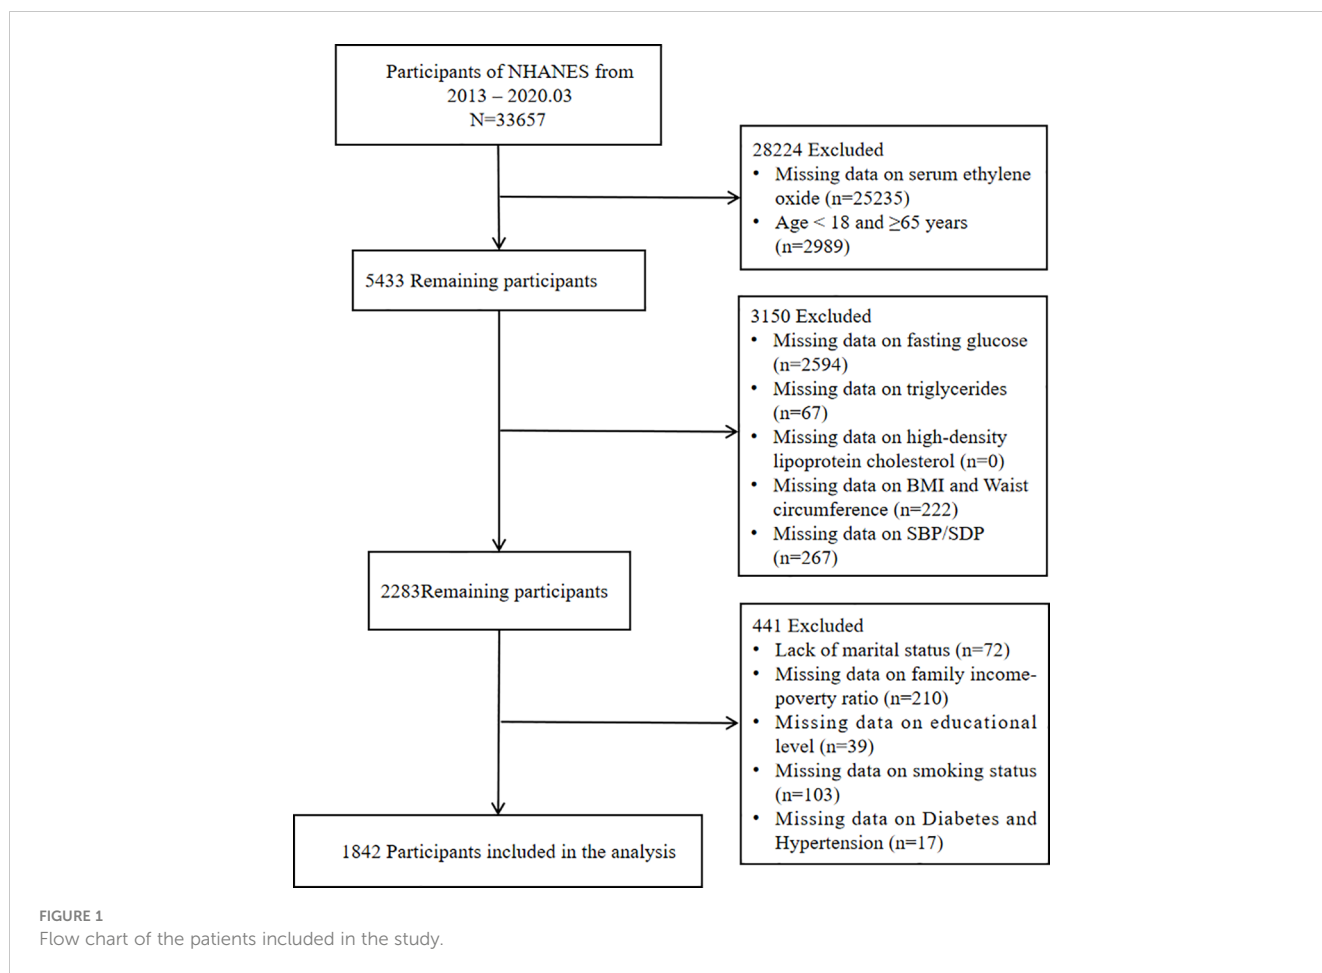 Participants of NHANES from
2013 – 2020.03
N=33657
28224 Excluded
• Missing data on serum ethylene
oxide (n=25235)
• Age < 18 and ≥65 years
(n=2989)
5433 Remaining participants
3150 Excluded
• Missing data on fasting glucose
(n=2594)
• Missing data on triglycerides
(n=67)
• Missing data on high-density
lipoprotein cholesterol (n=0)
• Missing data on BMI and Waist
circumference (n=222)
• Missing data on SBP/SDP
(n=267)
2283Remaining participants
441 Excluded
• Lack of marital status (n=72)
• Missing data on family income-
poverty ratio (n=210)
• Missing data on educational
level (n=39)
• Missing data on smoking status
(n=103)
• Missing data on Diabetes and
Hypertension (n=17)
1842 Participants included in the analysis
FIGURE 1
Flow chart of the patients included in the study.